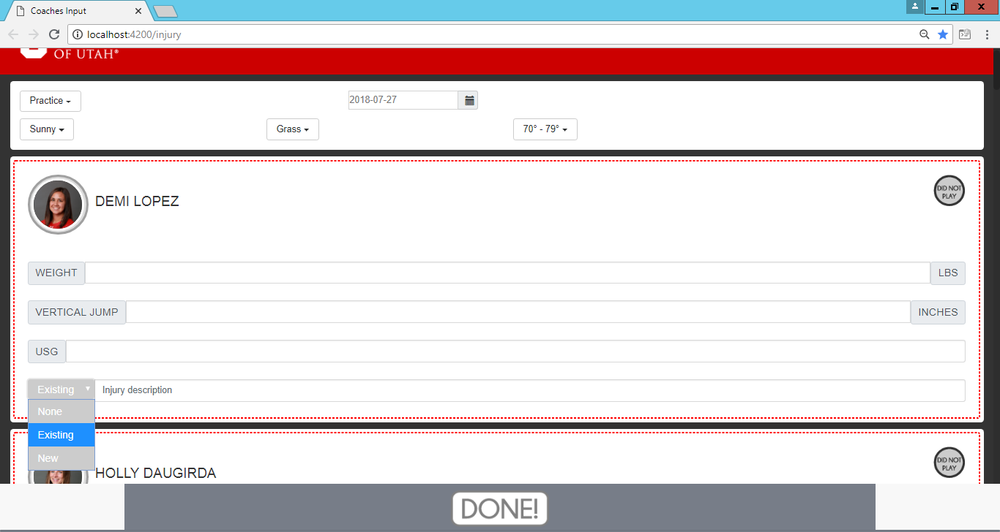 Coaches Input
localhost:4200/injury
OF UTAH®
Practice
2018-07-27
Sunny
Grass
70° - 79°
DEMI LOPEZ
DID NOT
PLAY
WEIGHT
LBS
VERTICAL JUMP
INCHES
USG
Existing
Injury description
None
Existing
New
HOLLY DAUGIRDA
DID NOT
PLAY
DONE!